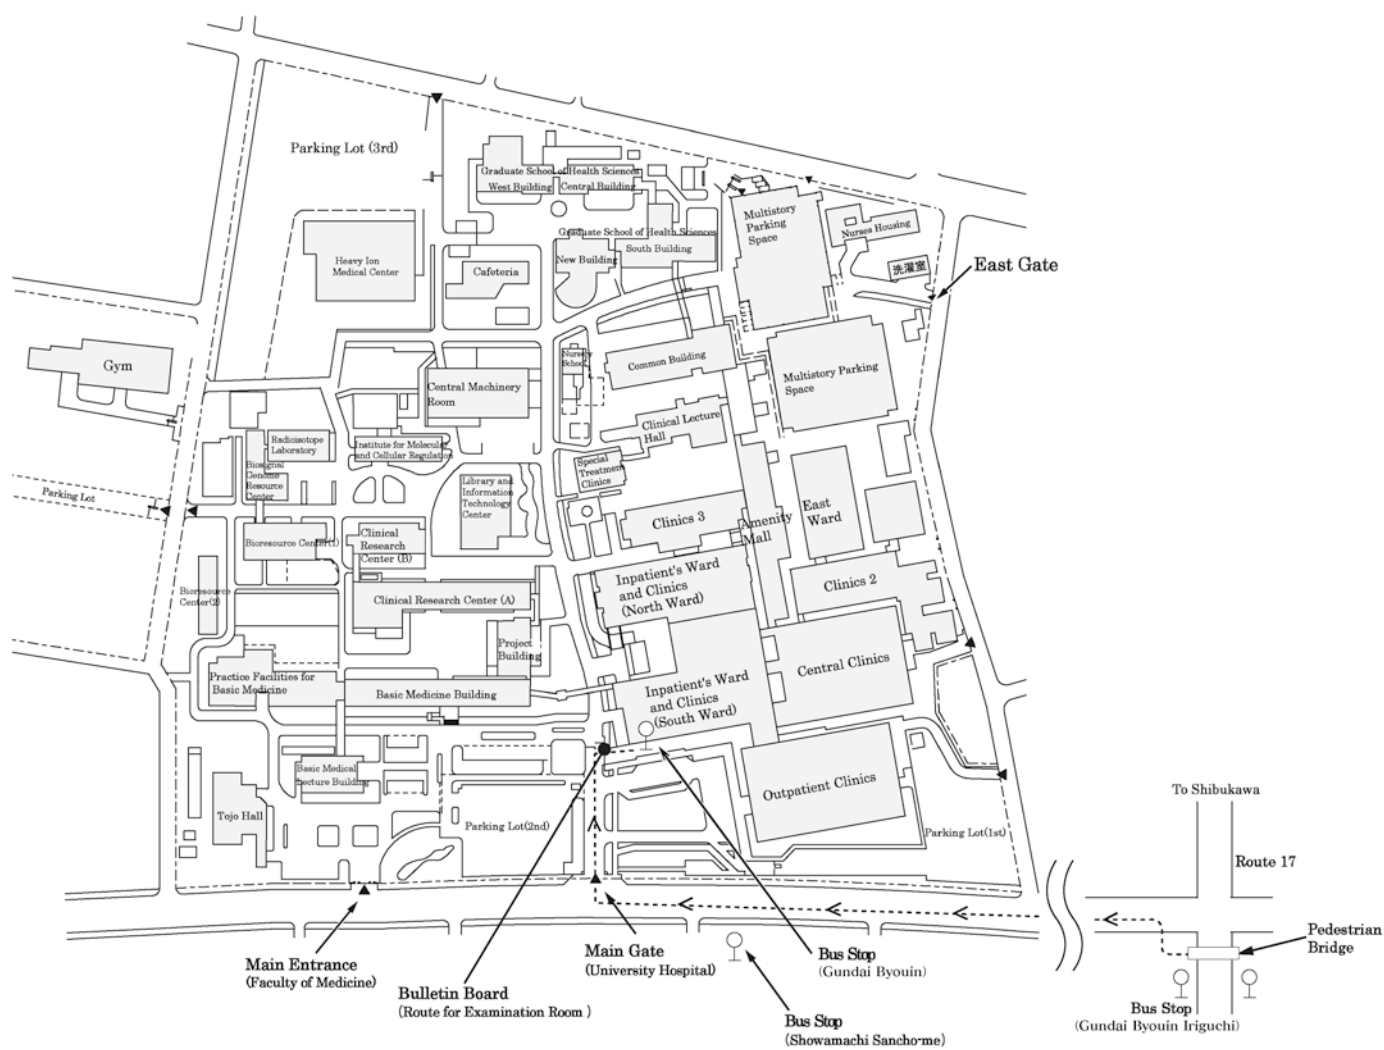 Parking Lot (3rd)
Graduate School of Health Sciences
West Building
Central Building
Multistory
Parking
Space
Nurses Housing
Graduate School of Health Sciences
South Building
New Building
Heavy Ion
Medical Center
Cafeteria
洗濯室
East Gate
Gym
Nursery
School
Common Building
Multistory Parking
Space
Central Machinery
Room
Clinical Lecture
Hall
Radioisotope
Laboratory
Institute for Molecular
and Cellular Regulation
Biosignal
Genome
Resource
Center
Special
Treatment
Clinics
Library and
Information
Technology
Center
Parking Lot
Clinics 3
Amenity
Mall
East
Ward
Bioresource Center(1)
Clinical
Research
Center (B)
Inpatient's Ward
and Clinics
(North Ward)
Clinics 2
Bioresource
Center(2)
Clinical Research Center (A)
Project
Building
Central Clinics
Practice Facilities for
Basic Medicine
Basic Medicine Building
Inpatient's Ward
and Clinics
(South Ward)
Basic Medical
Lecture Building
Outpatient Clinics
Tojo Hall
Parking Lot(2nd)
Parking Lot(1st)
To Shibukawa
Route 17
Pedestrian
Bridge
Main Entrance
(Faculty of Medicine)
Bulletin Board
(Route for Examination Room )
Main Gate
(University Hospital)
Bus Stop
(Gundai Byouin)
Bus Stop
(Showamachi Sancho-me)
Bus Stop
(Gundai Byouin Iriguchi)